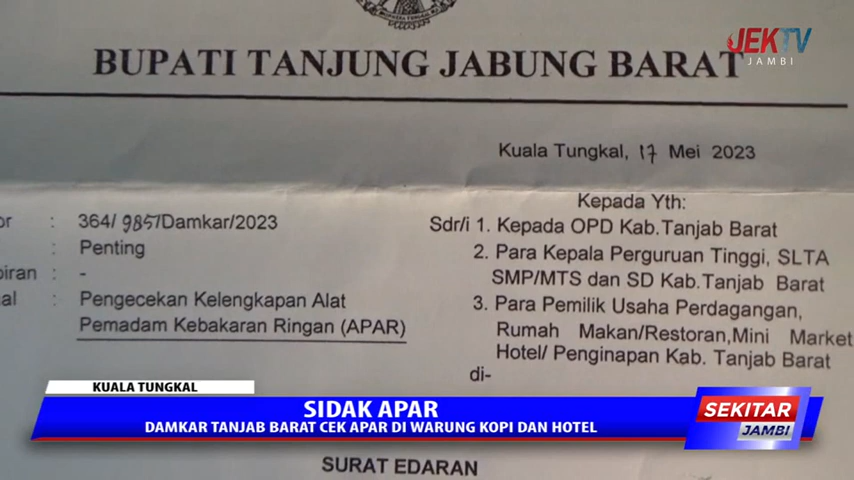 JEKTV
JAMBI
BUPATI TANJUNG JABUNG BARAT
Kuala Tungkal, 17 Mei 2023
Kepada Yth:
or : 364/ 985/Damkar/2023
: Penting
piran : -
al : Pengecekan Kelengkapan Alat
Pemadam Kebakaran Ringan (APAR)
Sdr/i 1. Kepada OPD Kab.Tanjab Barat
2. Para Kepala Perguruan Tinggi, SLTA
SMP/MTS dan SD Kab.Tanjab Barat
3. Para Pemilik Usaha Perdagangan,
Rumah Makan/Restoran,Mini Market
Hotel/ Penginapan Kab. Tanjab Barat
di-
KUALA TUNGKAL
SIDAK APAR
DAMKAR TANJAB BARAT CEK APAR DI WARUNG KOPI DAN HOTEL
SEKITAR
JAMBI
SURAT EDARAN